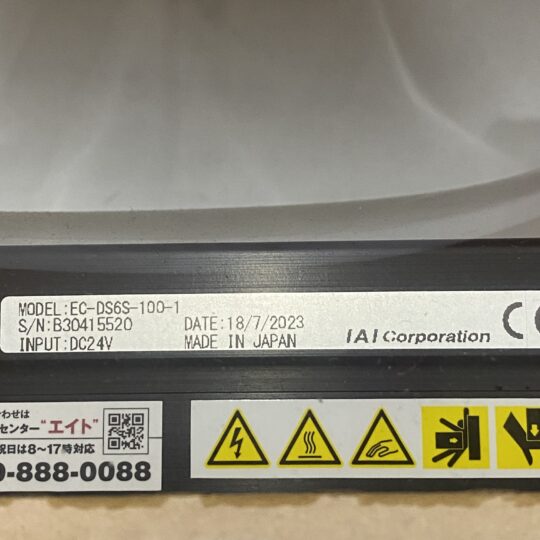 MODEL:EC-DS6S-100-1
S/N:B30415520 DATE:18/7/2023
INPUT:DC24V MADE IN JAPAN
IAI Corporation
CE
わせは
センター"エイト"
祝日は8~17時対応
0-888-0088